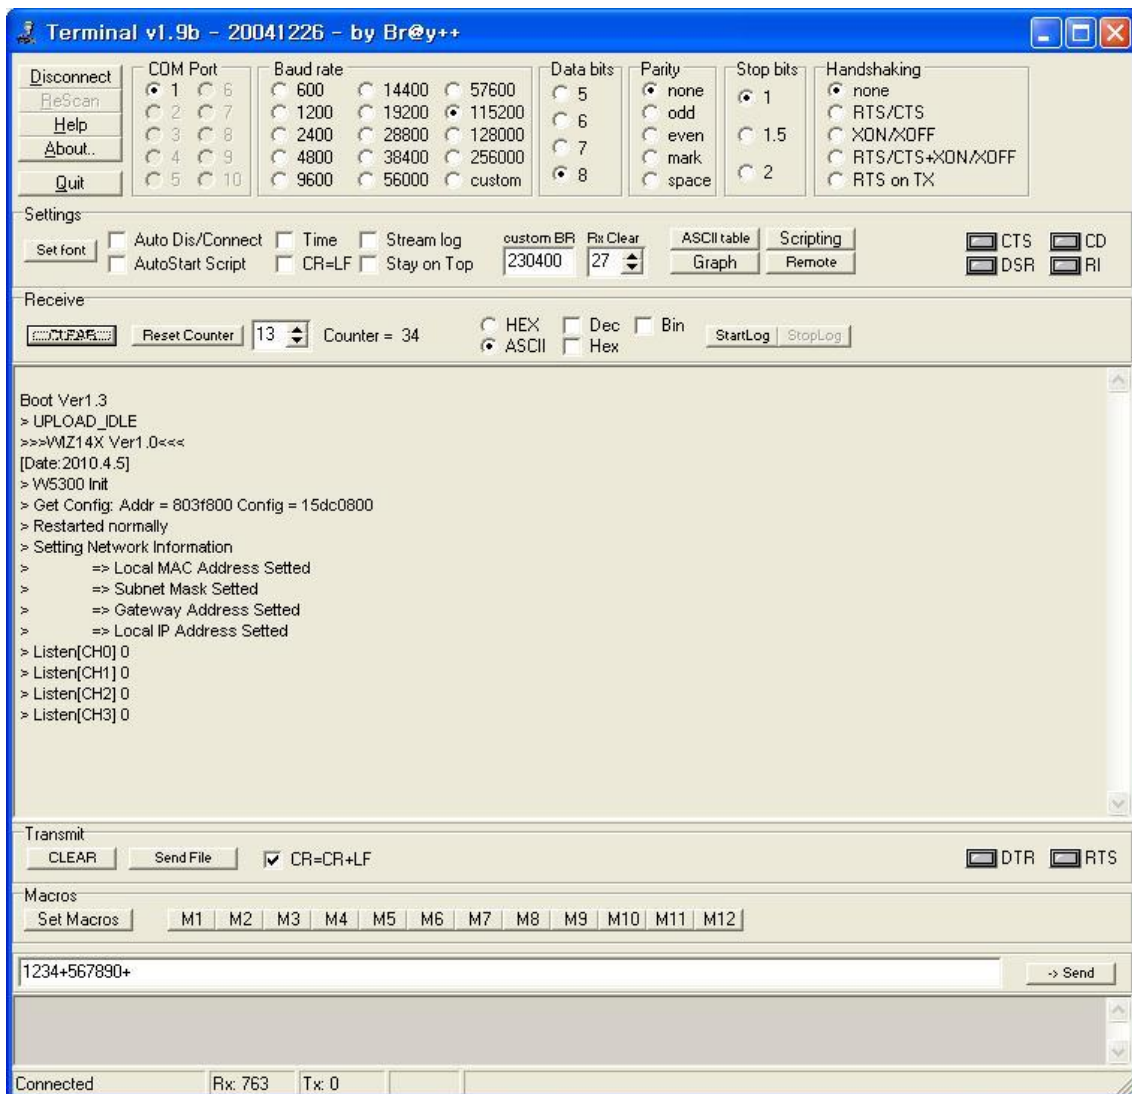 Terminal v1.9b - 20041226 - by Br@y++
Disconnect
ReScan
Help
About..
Quit
COM Port
1 6
2 7
3 8
4 9
5 10
Baud rate
600 14400 57600
1200 19200 115200
2400 28800 128000
4800 38400 256000
9600 56000 custom
Data bits
5
6
7
8
Parity
none
odd
even
mark
space
Stop bits
1
1.5
2
Handshaking
none
RTS/CTS
XON/XOFF
RTS/CTS+XON/XOFF
RTS on TX
Settings
Set font
Auto Dis/Connect Time Stream log
AutoStart Script CR=LF Stay on Top
custom BR Rx Clear
230400 27
ASCII table Scripting
Graph Remote
CTS CD
DSR RI
Receive
CLEAR Reset Counter 13 Counter = 34
HEX Dec Bin
ASCII Hex
StartLog StopLog
Boot Ver1.3
> UPLOAD_IDLE
>>>WIZ14X Ver1.0<<<
[Date:2010.4.5]
> W5300 Init
> Get Config: Addr = 803f800 Config = 15dc0800
> Restarted normally
> Setting Network Information
> => Local MAC Address Setted
> => Subnet Mask Setted
> => Gateway Address Setted
> => Local IP Address Setted
> Listen[CH0] 0
> Listen[CH1] 0
> Listen[CH2] 0
> Listen[CH3] 0
Transmit
CLEAR Send File CR=CR+LF DTR RTS
Macros
Set Macros M1 M2 M3 M4 M5 M6 M7 M8 M9 M10 M11 M12
1234+567890+ -> Send
Connected Rx: 763 Tx: 0